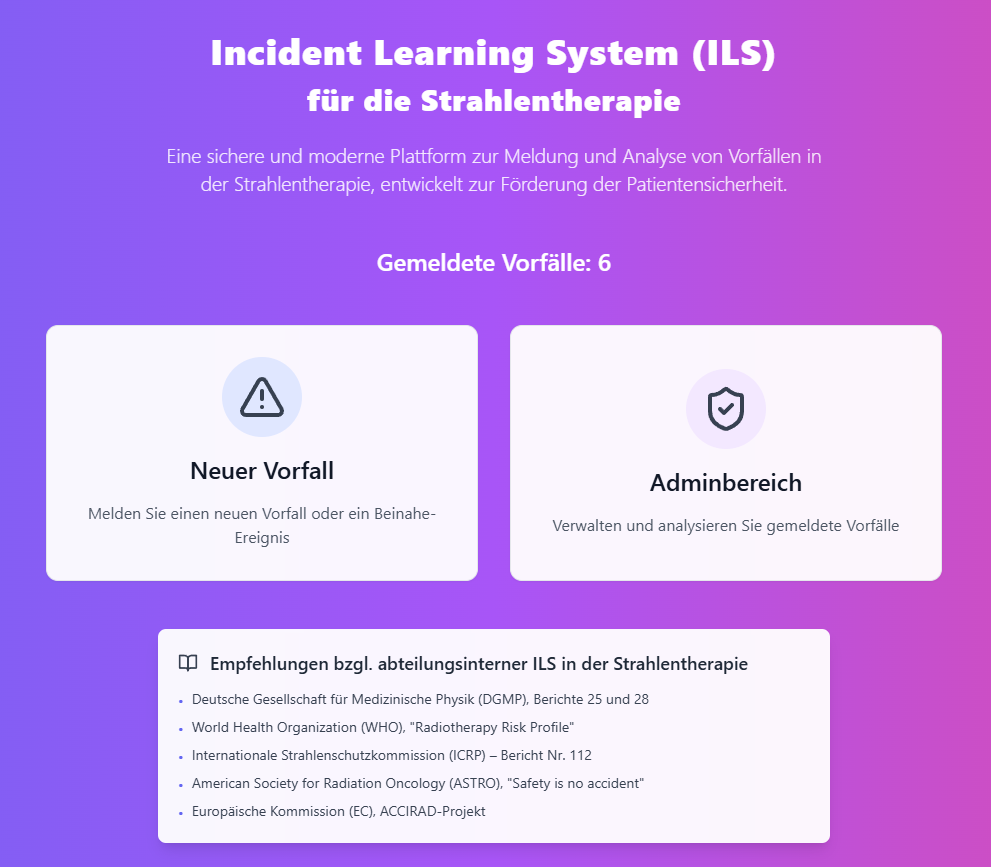 Incident Learning System (ILS)
für die Strahlentherapie
Eine sichere und moderne Plattform zur Meldung und Analyse von Vorfällen in
der Strahlentherapie, entwickelt zur Förderung der Patientensicherheit.
Gemeldete Vorfälle: 6
Neuer Vorfall
Melden Sie einen neuen Vorfall oder ein Beinahe-
Ereignis
Adminbereich
Verwalten und analysieren Sie gemeldete Vorfälle
Empfehlungen bzgl. abteilungsinterner ILS in der Strahlentherapie
• Deutsche Gesellschaft für Medizinische Physik (DGMP), Berichte 25 und 28
• World Health Organization (WHO), "Radiotherapy Risk Profile"
• Internationale Strahlenschutzkommission (ICRP) – Bericht Nr. 112
• American Society for Radiation Oncology (ASTRO), "Safety is no accident"
• Europäische Kommission (EC), ACCIRAD-Projekt